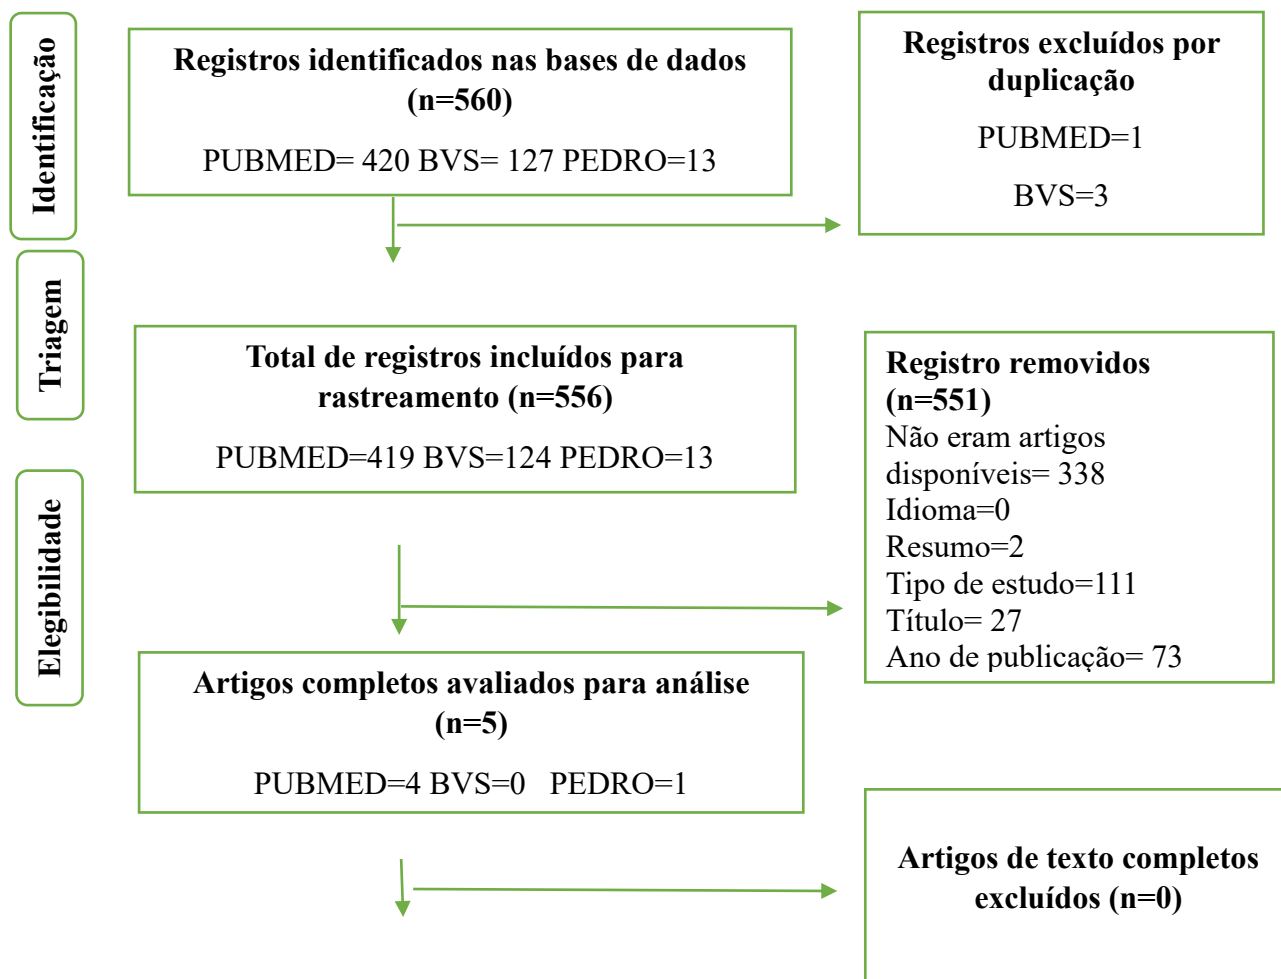 Identificação
Registros identificados nas bases de dados
(n=560)
PUBMED= 420 BVS= 127 PEDRO=13
Registros excluídos por
duplicação
PUBMED=1
BVS=3
Triagem
Total de registros incluídos para
rastreamento (n=556)
PUBMED=419 BVS=124 PEDRO=13
Registro removidos
(n=551)
Não eram artigos
disponíveis= 338
Idioma=0
Resumo=2
Tipo de estudo=111
Título= 27
Ano de publicação= 73
Elegibilidade
Artigos completos avaliados para análise
(n=5)
PUBMED=4 BVS=0 PEDRO=1
Artigos de texto completos
excluídos (n=0)